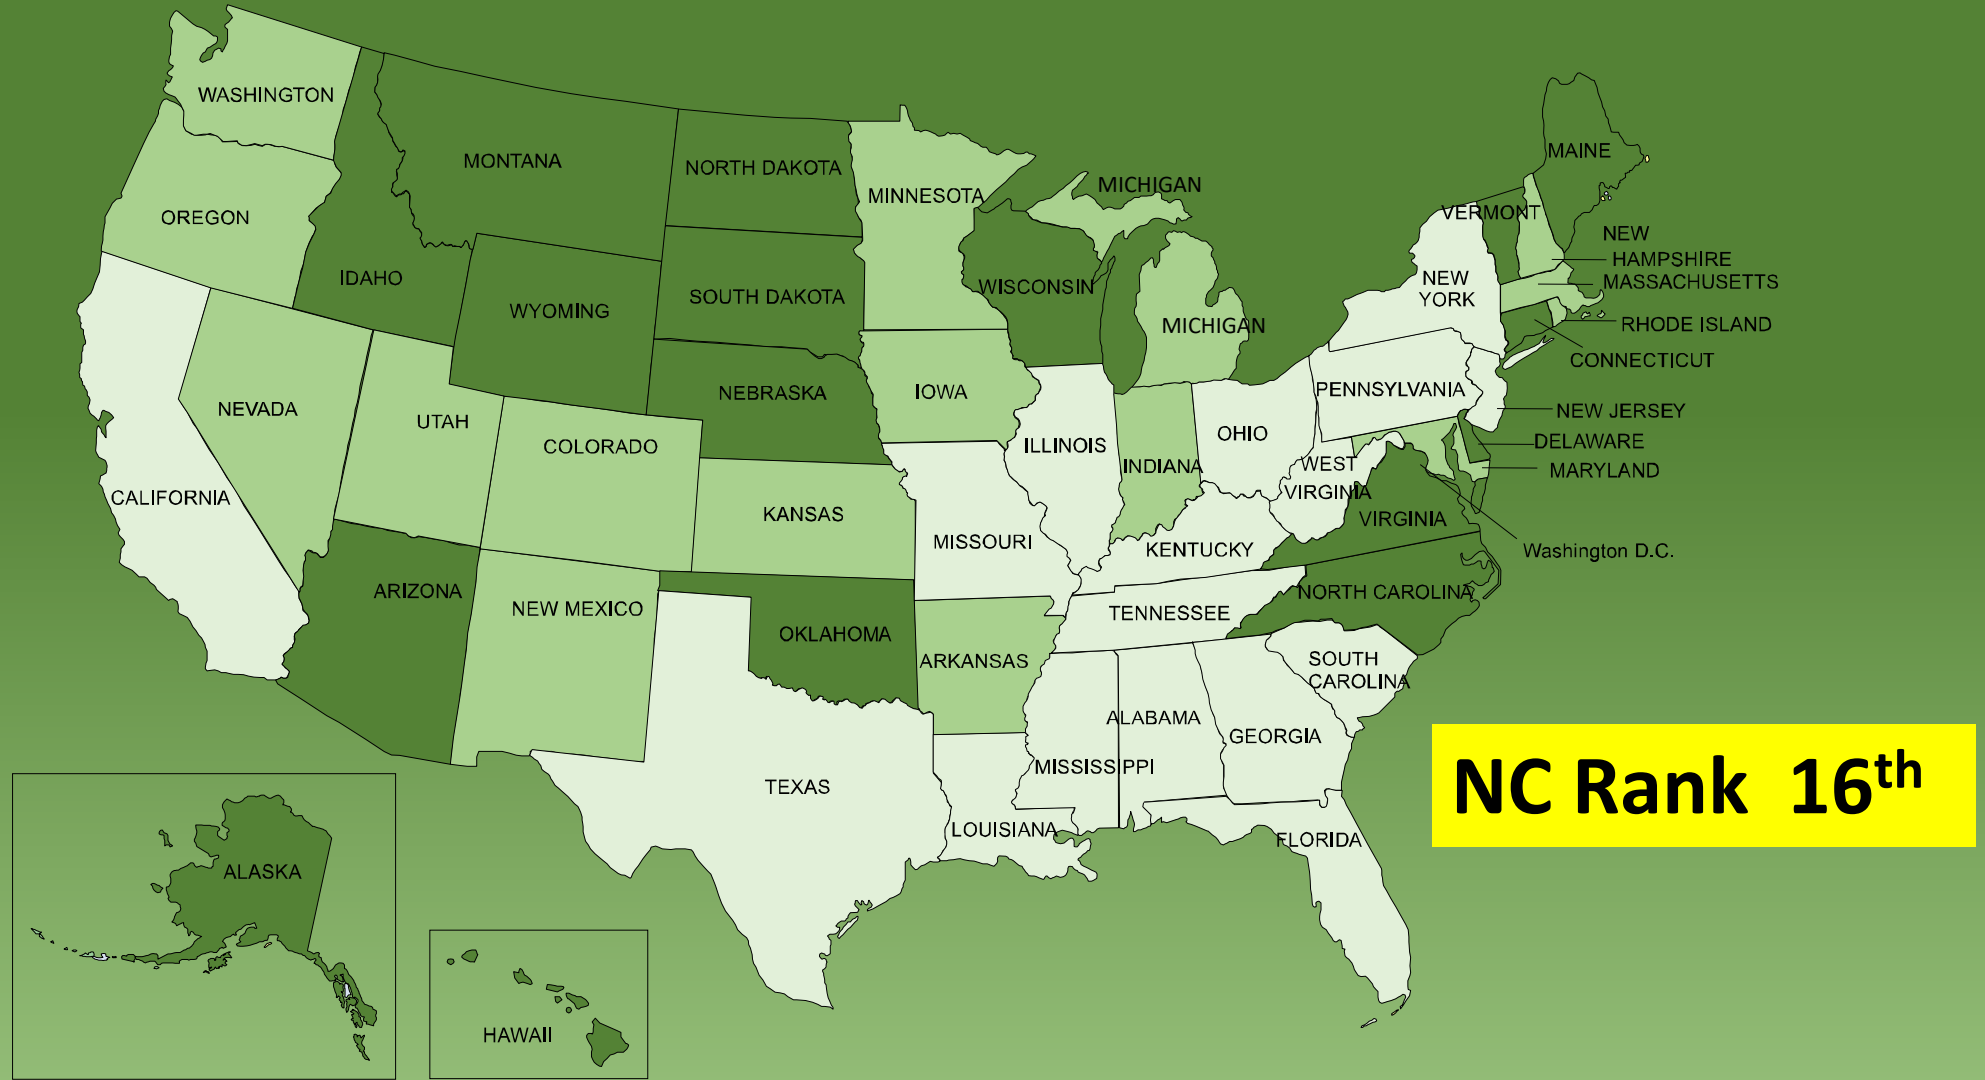 WASHINGTON
MONTANA
NORTH DAKOTA
MINNESOTA
MICHIGAN
MAINE
OREGON
IDAHO
WYOMING
SOUTH DAKOTA
WISCONSIN
MICHIGAN
NEW
YORK
VERMONT
NEW
HAMPSHIRE
MASSACHUSETTS
RHODE ISLAND
CONNECTICUT
NEVADA
UTAH
COLORADO
NEBRASKA
IOWA
ILLINOIS
INDIANA
OHIO
PENNSYLVANIA
NEW JERSEY
DELAWARE
MARYLAND
CALIFORNIA
KANSAS
MISSOURI
KENTUCKY
WEST
VIRGINIA
VIRGINIA
Washington D.C.
ARIZONA
NEW MEXICO
OKLAHOMA
ARKANSAS
TENNESSEE
NORTH CAROLINA
SOUTH
CAROLINA
TEXAS
LOUISIANA
MISSISSIPPI
ALABAMA
GEORGIA
FLORIDA
NC Rank 16th
ALASKA
HAWAII